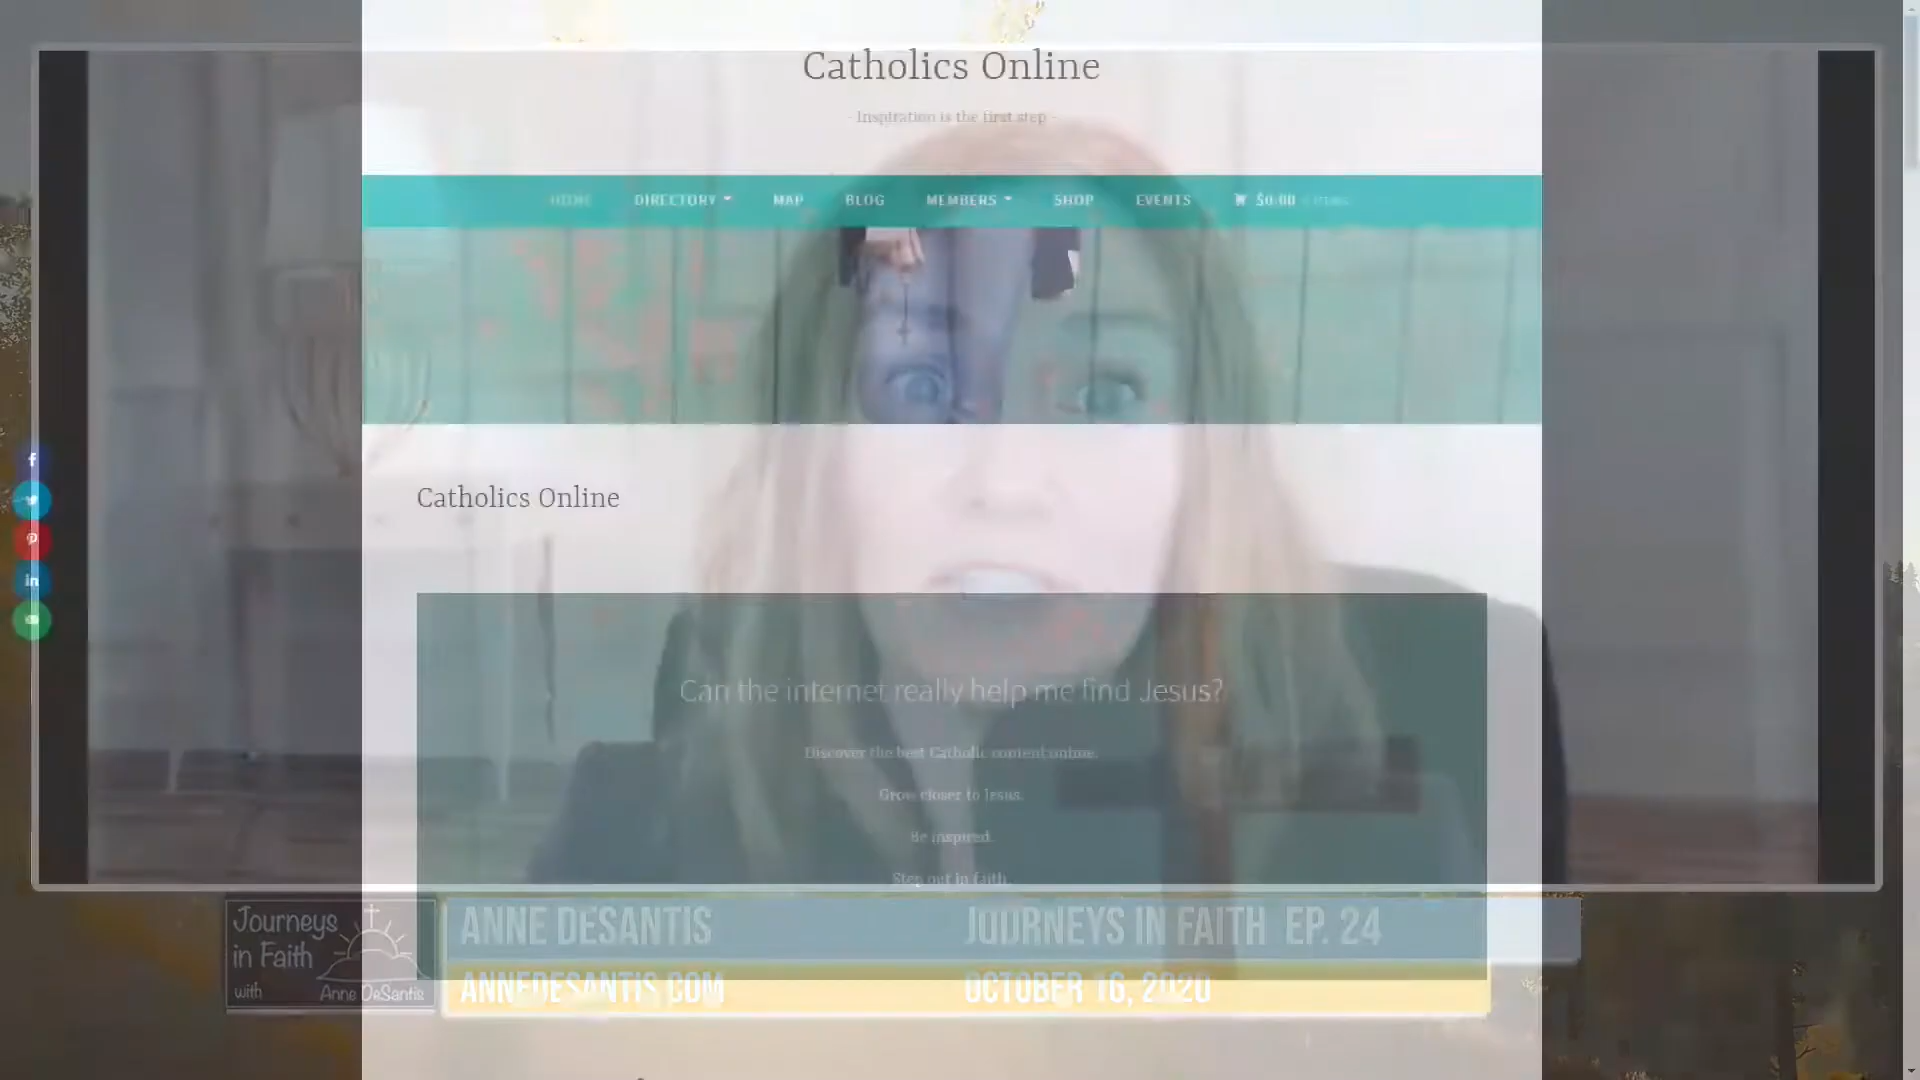 Catholics Online
- Inspiration is the first step -
HOME DIRECTORY MAP BLOG MEMBERS SHOP EVENTS $0.00
Catholics Online
Can the internet really help me find Jesus?
Discover the best Catholic content online.
Grow closer to Jesus.
Be inspired.
Step out in faith.
Journeys
in Faith
with Anne DeSantis
ANNE DESANTIS JOURNEYS IN FAITH EP. 24
ANNEDESANTIS.COM OCTOBER 16, 2020